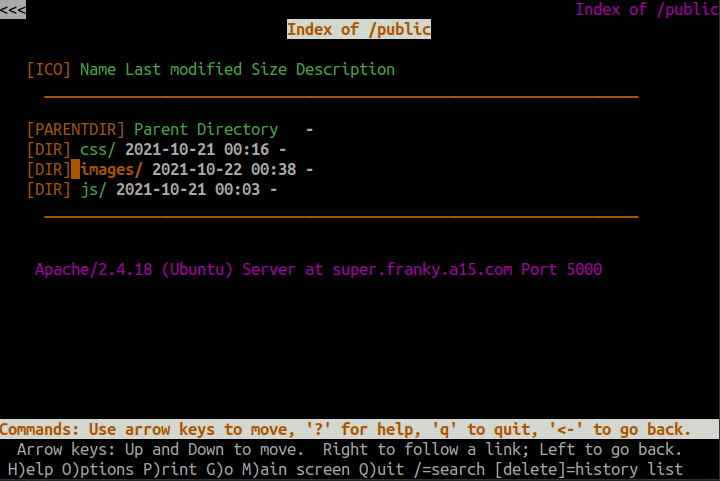 <<< Index of /public
Index of /public
[ICO] Name Last modified Size Description
[PARENTDIR] Parent Directory -
[DIR] css/ 2021-10-21 00:16 -
[DIR] images/ 2021-10-22 00:38 -
[DIR] js/ 2021-10-21 00:03 -
Apache/2.4.18 (Ubuntu) Server at super.franky.a15.com Port 5000
Commands: Use arrow keys to move, '?' for help, 'q' to quit, '<-' to go back.
Arrow keys: Up and Down to move. Right to follow a link; Left to go back.
H)elp O)ptions P)rint G)o M)ain screen Q)uit /=search [delete]=history list